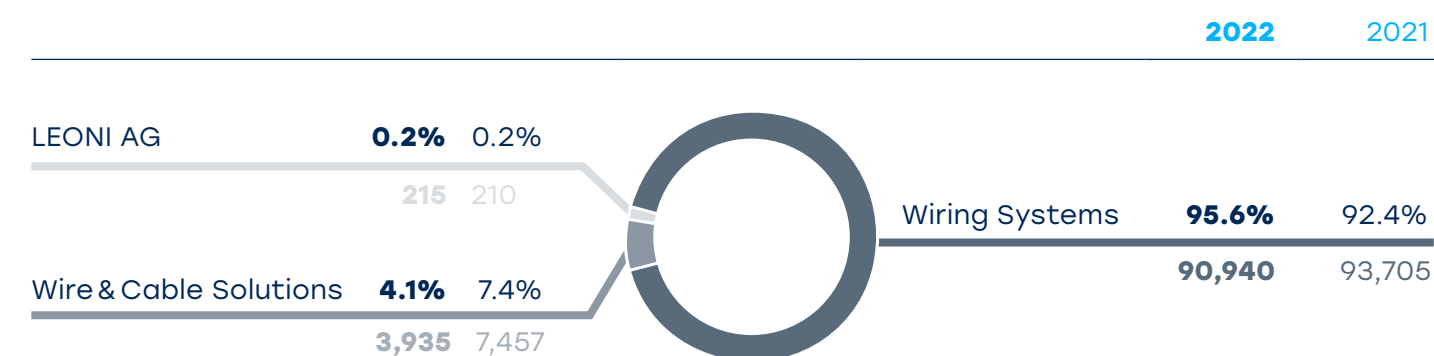 2022 2021
LEONI AG 0.2% 0.2%
215 210
Wiring Systems 95.6% 92.4%
90,940 93,705
Wire & Cable Solutions 4.1% 7.4%
3,935 7,457